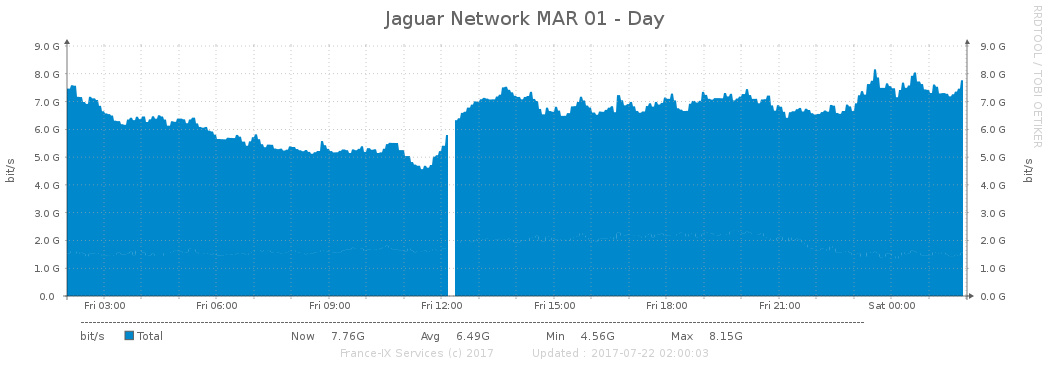 Jaguar Network MAR 01 - Day
RRDTOOL / TOBI OETIKER
9.0 G 9.0 G
8.0 G 8.0 G
7.0 G 7.0 G
6.0 G 6.0 G
5.0 G 5.0 G
4.0 G 4.0 G
3.0 G 3.0 G
2.0 G 2.0 G
1.0 G 1.0 G
0.0 0.0 G
bit/s
bit/s
Fri 03:00 Fri 06:00 Fri 09:00 Fri 12:00 Fri 15:00 Fri 18:00 Fri 21:00 Sat 00:00
bit/s Total Now 7.76G Avg 6.49G Min 4.56G Max 8.15G
France-IX Services (c) 2017 Updated : 2017-07-22 02:00:03